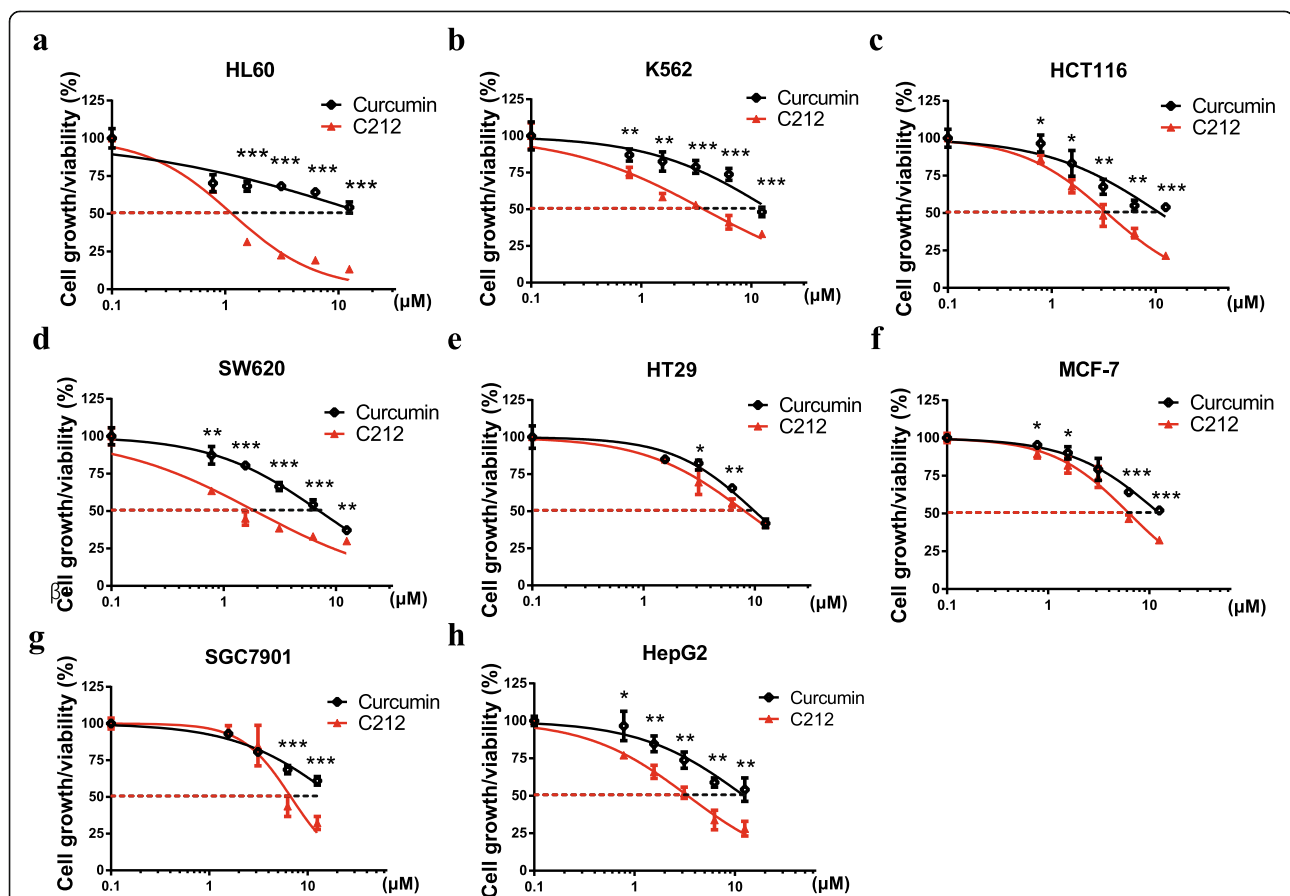 a
HL60
Cell growth/viability (%)
125
100
75
50
25
0
0.1
1
10
(μM)
Curcumin
C212
***
***
***
***
b
K562
Cell growth/viability (%)
125
100
75
50
25
0
0.1
1
10
(μM)
Curcumin
C212
**
**
***
***
***
c
HCT116
Cell growth/viability (%)
125
100
75
50
25
0
0.1
1
10
(μM)
Curcumin
C212
*
*
**
**
***
d
SW620
Cell growth/viability (%)
125
100
75
50
25
0
0.1
1
10
(μM)
Curcumin
C212
**
***
***
***
**
e
HT29
Cell growth/viability (%)
125
100
75
50
25
0
0.1
1
10
(μM)
Curcumin
C212
*
**
f
MCF-7
Cell growth/viability (%)
125
100
75
50
25
0
0.1
1
10
(μM)
Curcumin
C212
*
*
***
***
g
SGC7901
Cell growth/viability (%)
125
100
75
50
25
0
0.1
1
10
(μM)
Curcumin
C212
***
***
h
HepG2
Cell growth/viability (%)
125
100
75
50
25
0
0.1
1
10
(μM)
Curcumin
C212
*
**
**
**
**